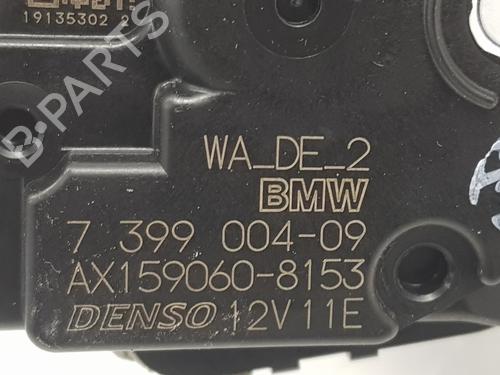 19135302 2
WA_DE_2
BMW
7 399 004-09
AX159060-8153
DENSO 12V11E
B-PARTS